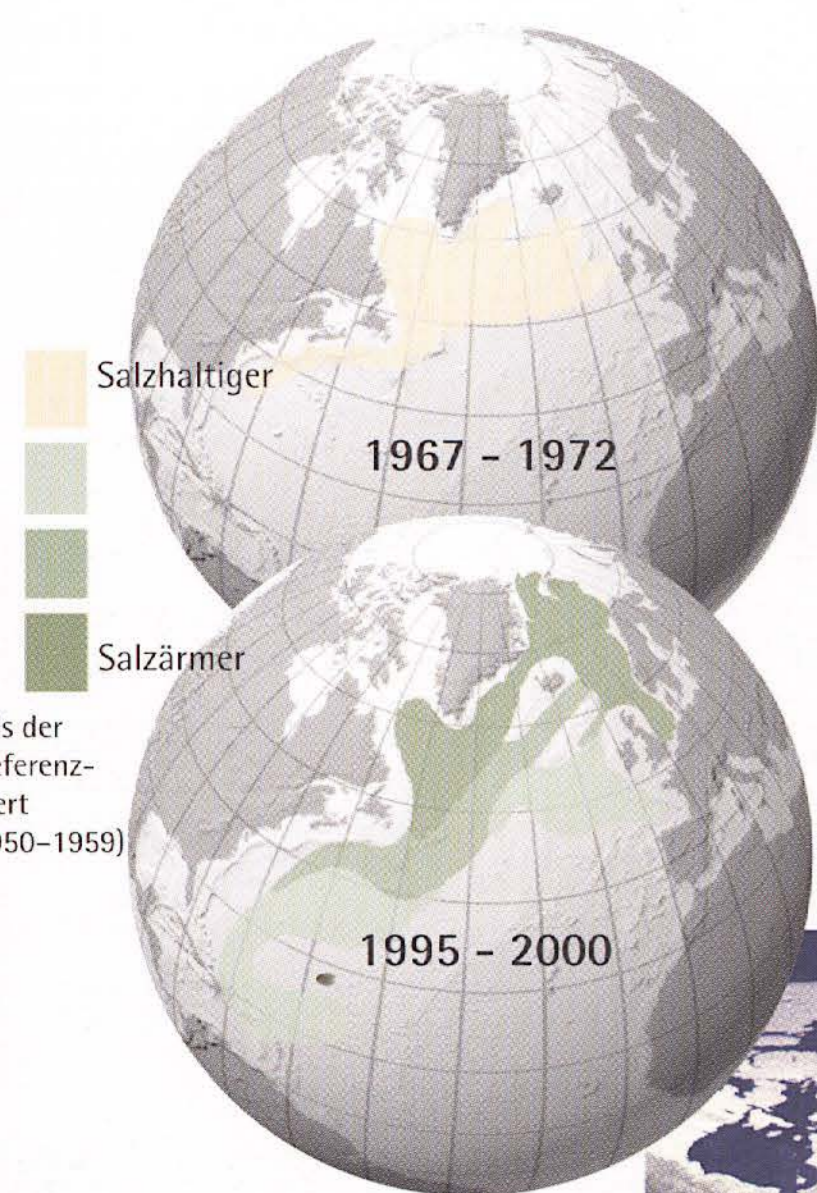 Salzhaltiger
1967 – 1972
Salzärmer
s der
eferenz-
ert
950–1959)
1995 – 2000